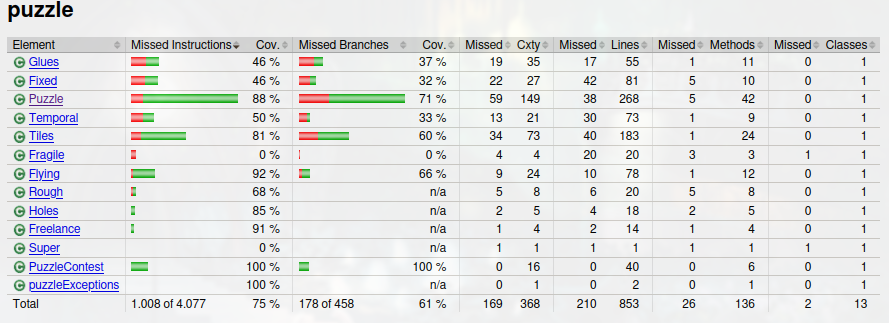 puzzle
Element Missed Instructions Cov. Missed Branches Cov. Missed Cxty Missed Lines Missed Methods Missed Classes
Glues 46 % 37 % 19 35 17 55 1 11 0 1
Fixed 46 % 32 % 22 27 42 81 5 10 0 1
Puzzle 88 % 71 % 59 149 38 268 5 42 0 1
Temporal 50 % 33 % 13 21 30 73 1 9 0 1
Tiles 81 % 60 % 34 73 40 183 1 24 0 1
Fragile 0 % 0 % 4 4 20 20 3 3 1 1
Flying 92 % 66 % 9 24 10 78 1 12 0 1
Rough 68 % n/a 5 8 6 20 5 8 0 1
Holes 85 % n/a 2 5 4 18 2 5 0 1
Freelance 91 % n/a 1 4 2 14 1 4 0 1
Super 0 % n/a 1 1 1 1 1 1 1 1
PuzzleContest 100 % 100 % 0 16 0 40 0 6 0 1
puzzleExceptions 100 % n/a 0 1 0 2 0 1 0 1
Total 1.008 of 4.077 75 % 178 of 458 61 % 169 368 210 853 26 136 2 13